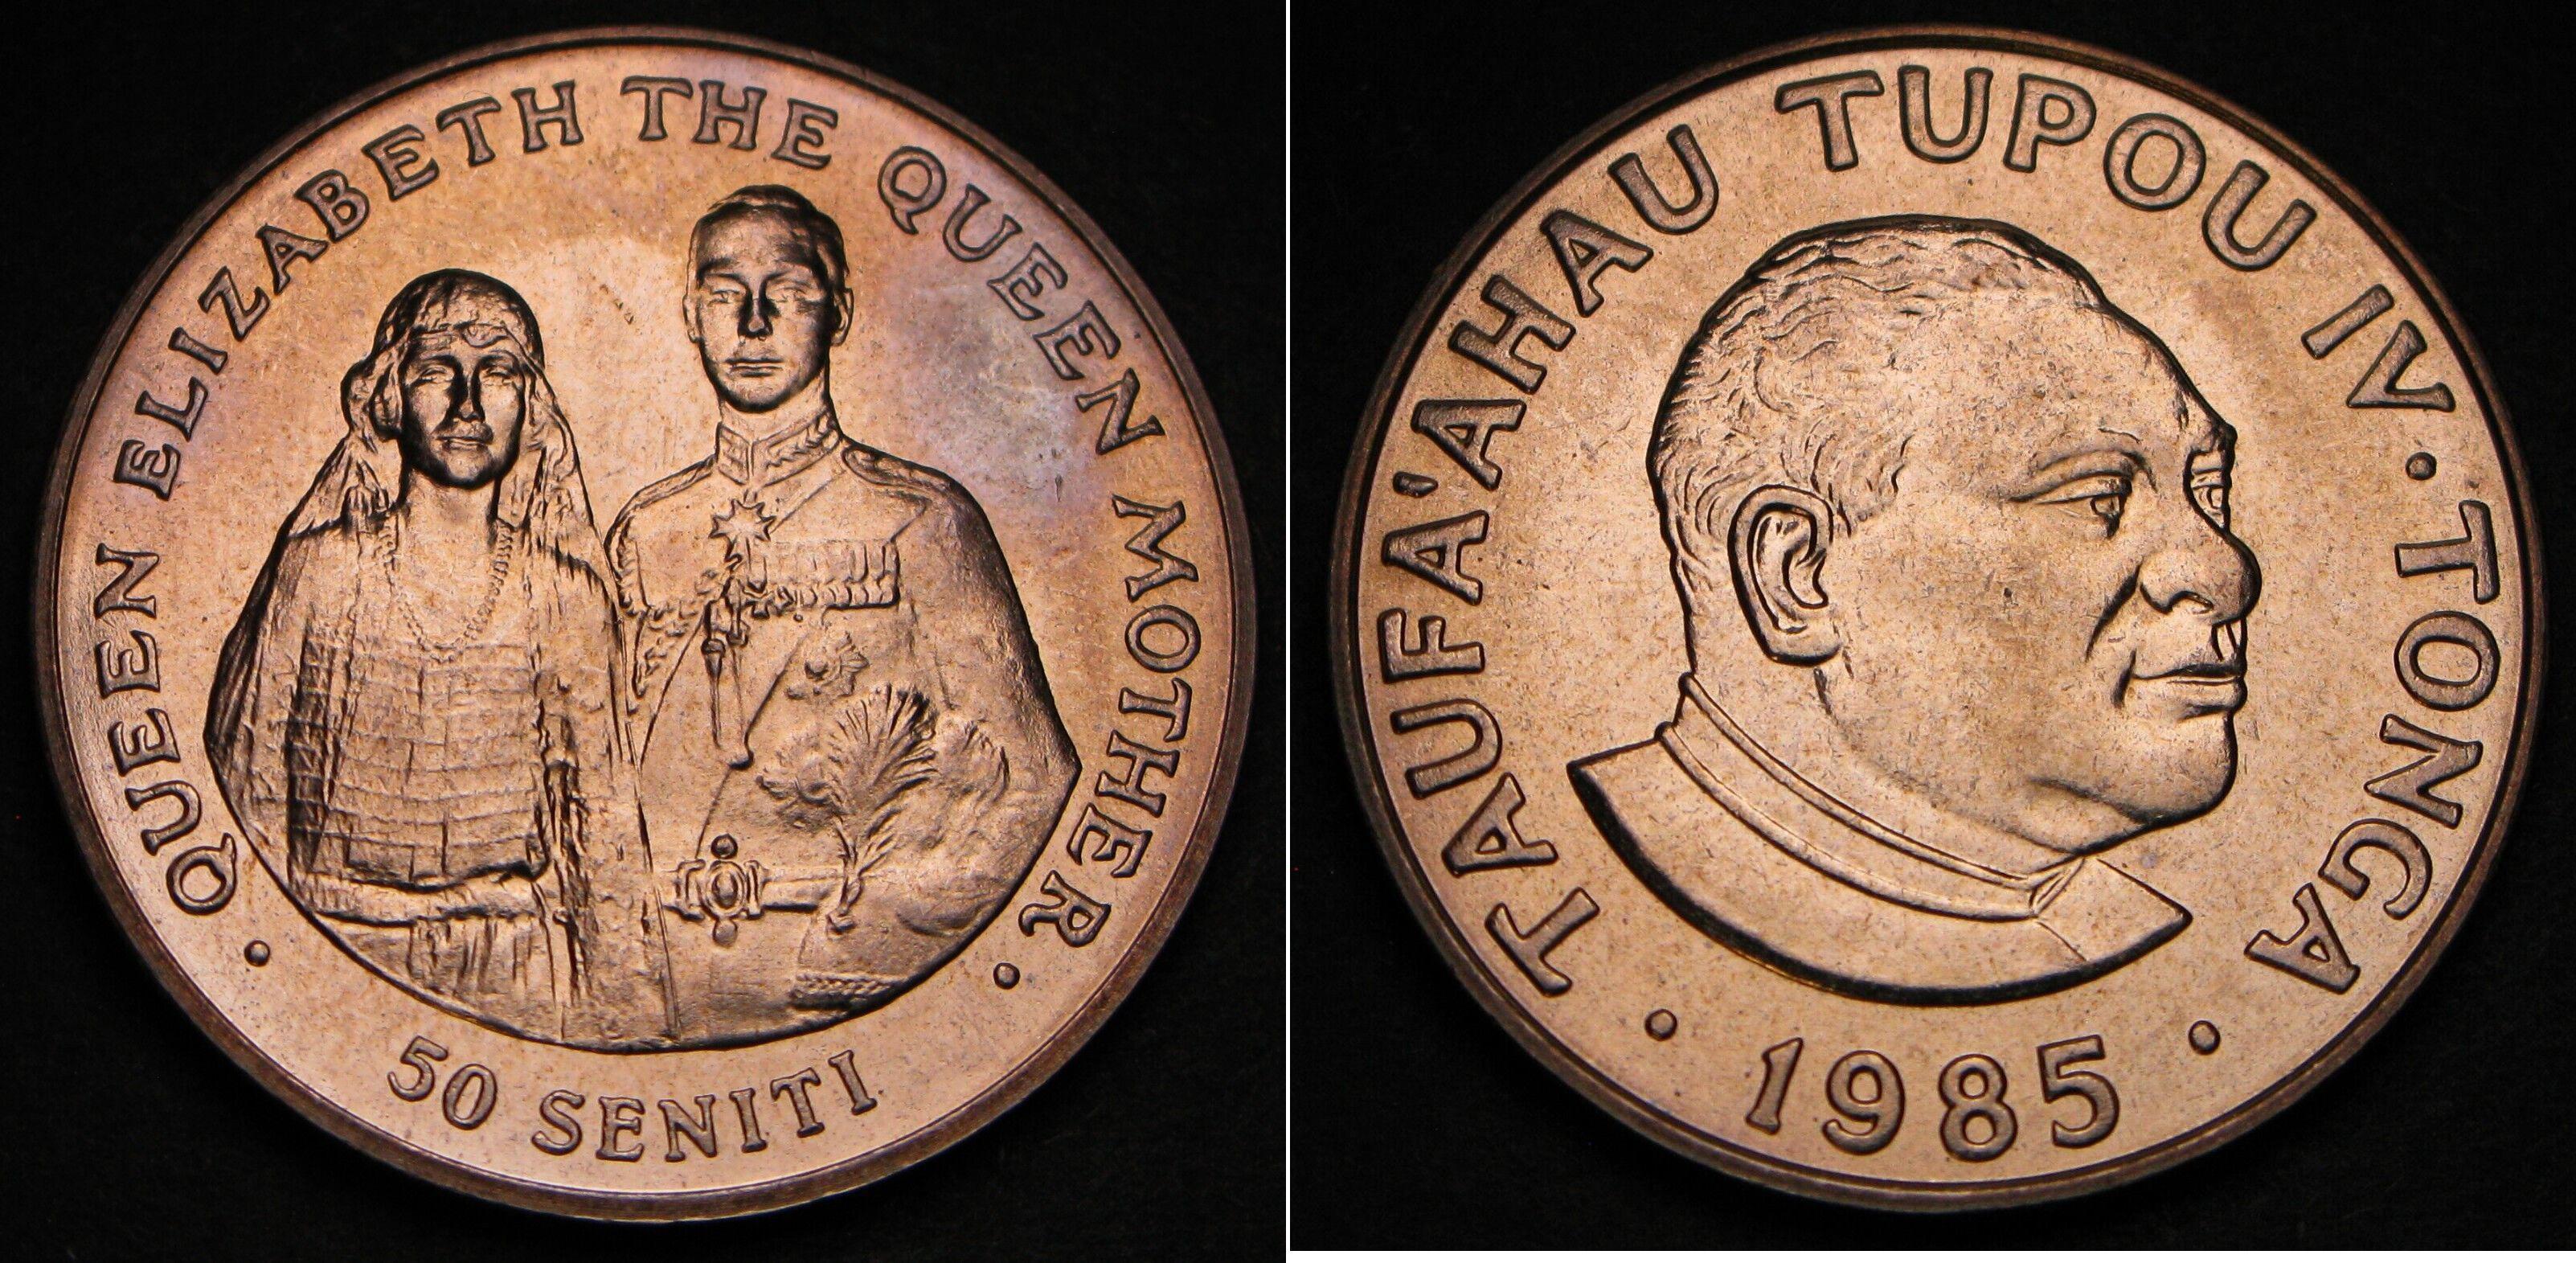 · QUEEN ELIZABETH THE QUEEN MOTHER ·
50 SENITI
TAUFA'AHAU TUPOU IV · TONGA
· 1985 ·